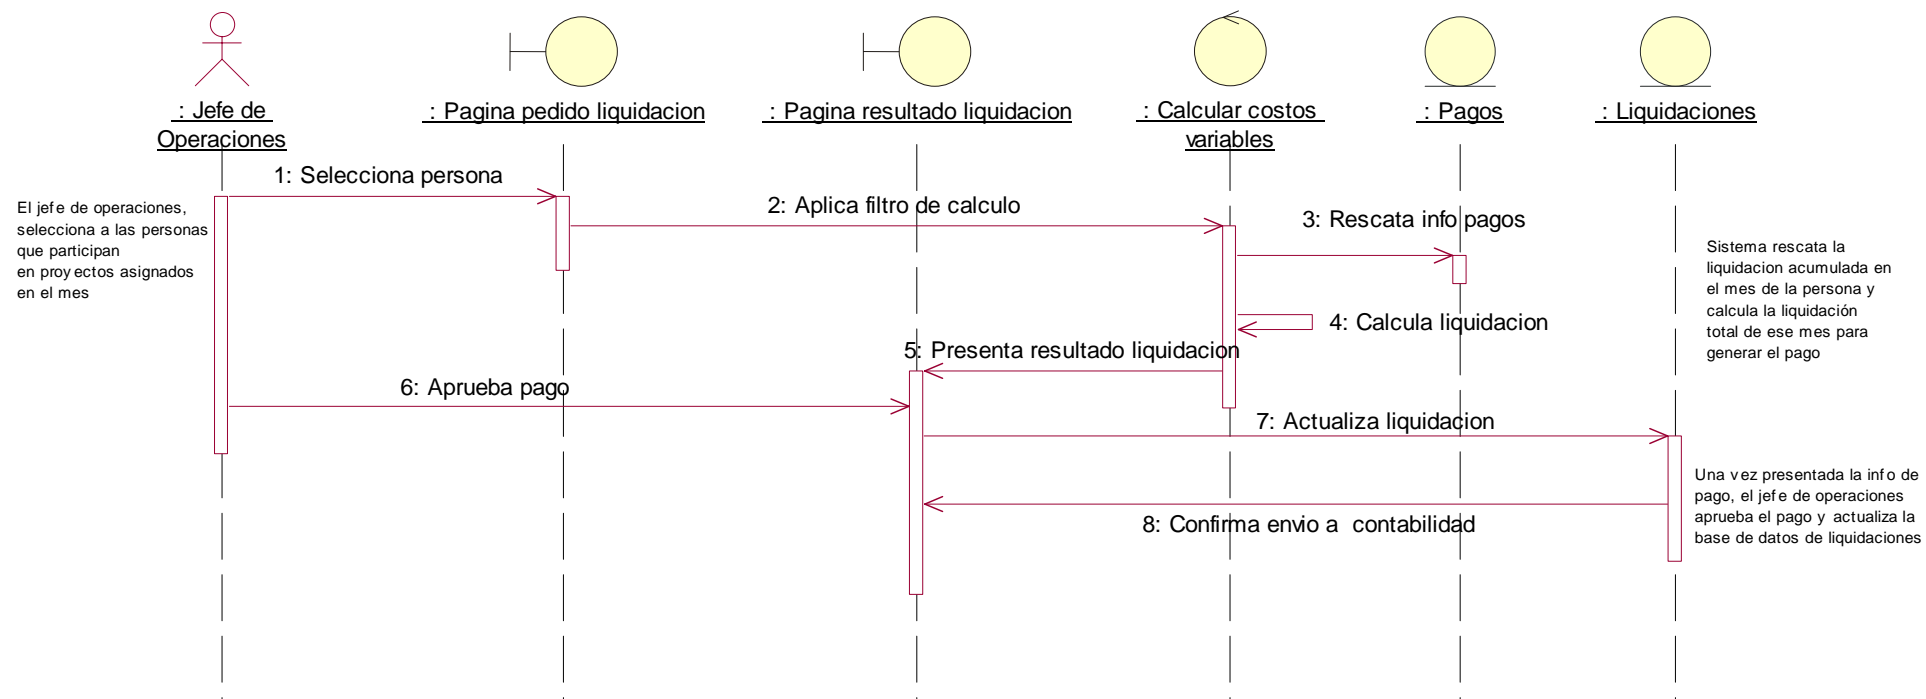 : Jefe de
Operaciones
: Pagina pedido liquidacion
: Pagina resultado liquidacion
: Calcular costos
variables
: Pagos
: Liquidaciones
1: Selecciona persona
El jefe de operaciones,
selecciona a las personas
que participan
en proyectos asignados
en el mes
2: Aplica filtro de calculo
3: Rescata info pagos
Sistema rescata la
liquidacion acumulada en
el mes de la persona y
calcula la liquidación
total de ese mes para
generar el pago
4: Calcula liquidacion
5: Presenta resultado liquidacion
6: Aprueba pago
7: Actualiza liquidacion
Una vez presentada la info de
pago, el jefe de operaciones
aprueba el pago y actualiza la
base de datos de liquidaciones
8: Confirma envio a contabilidad